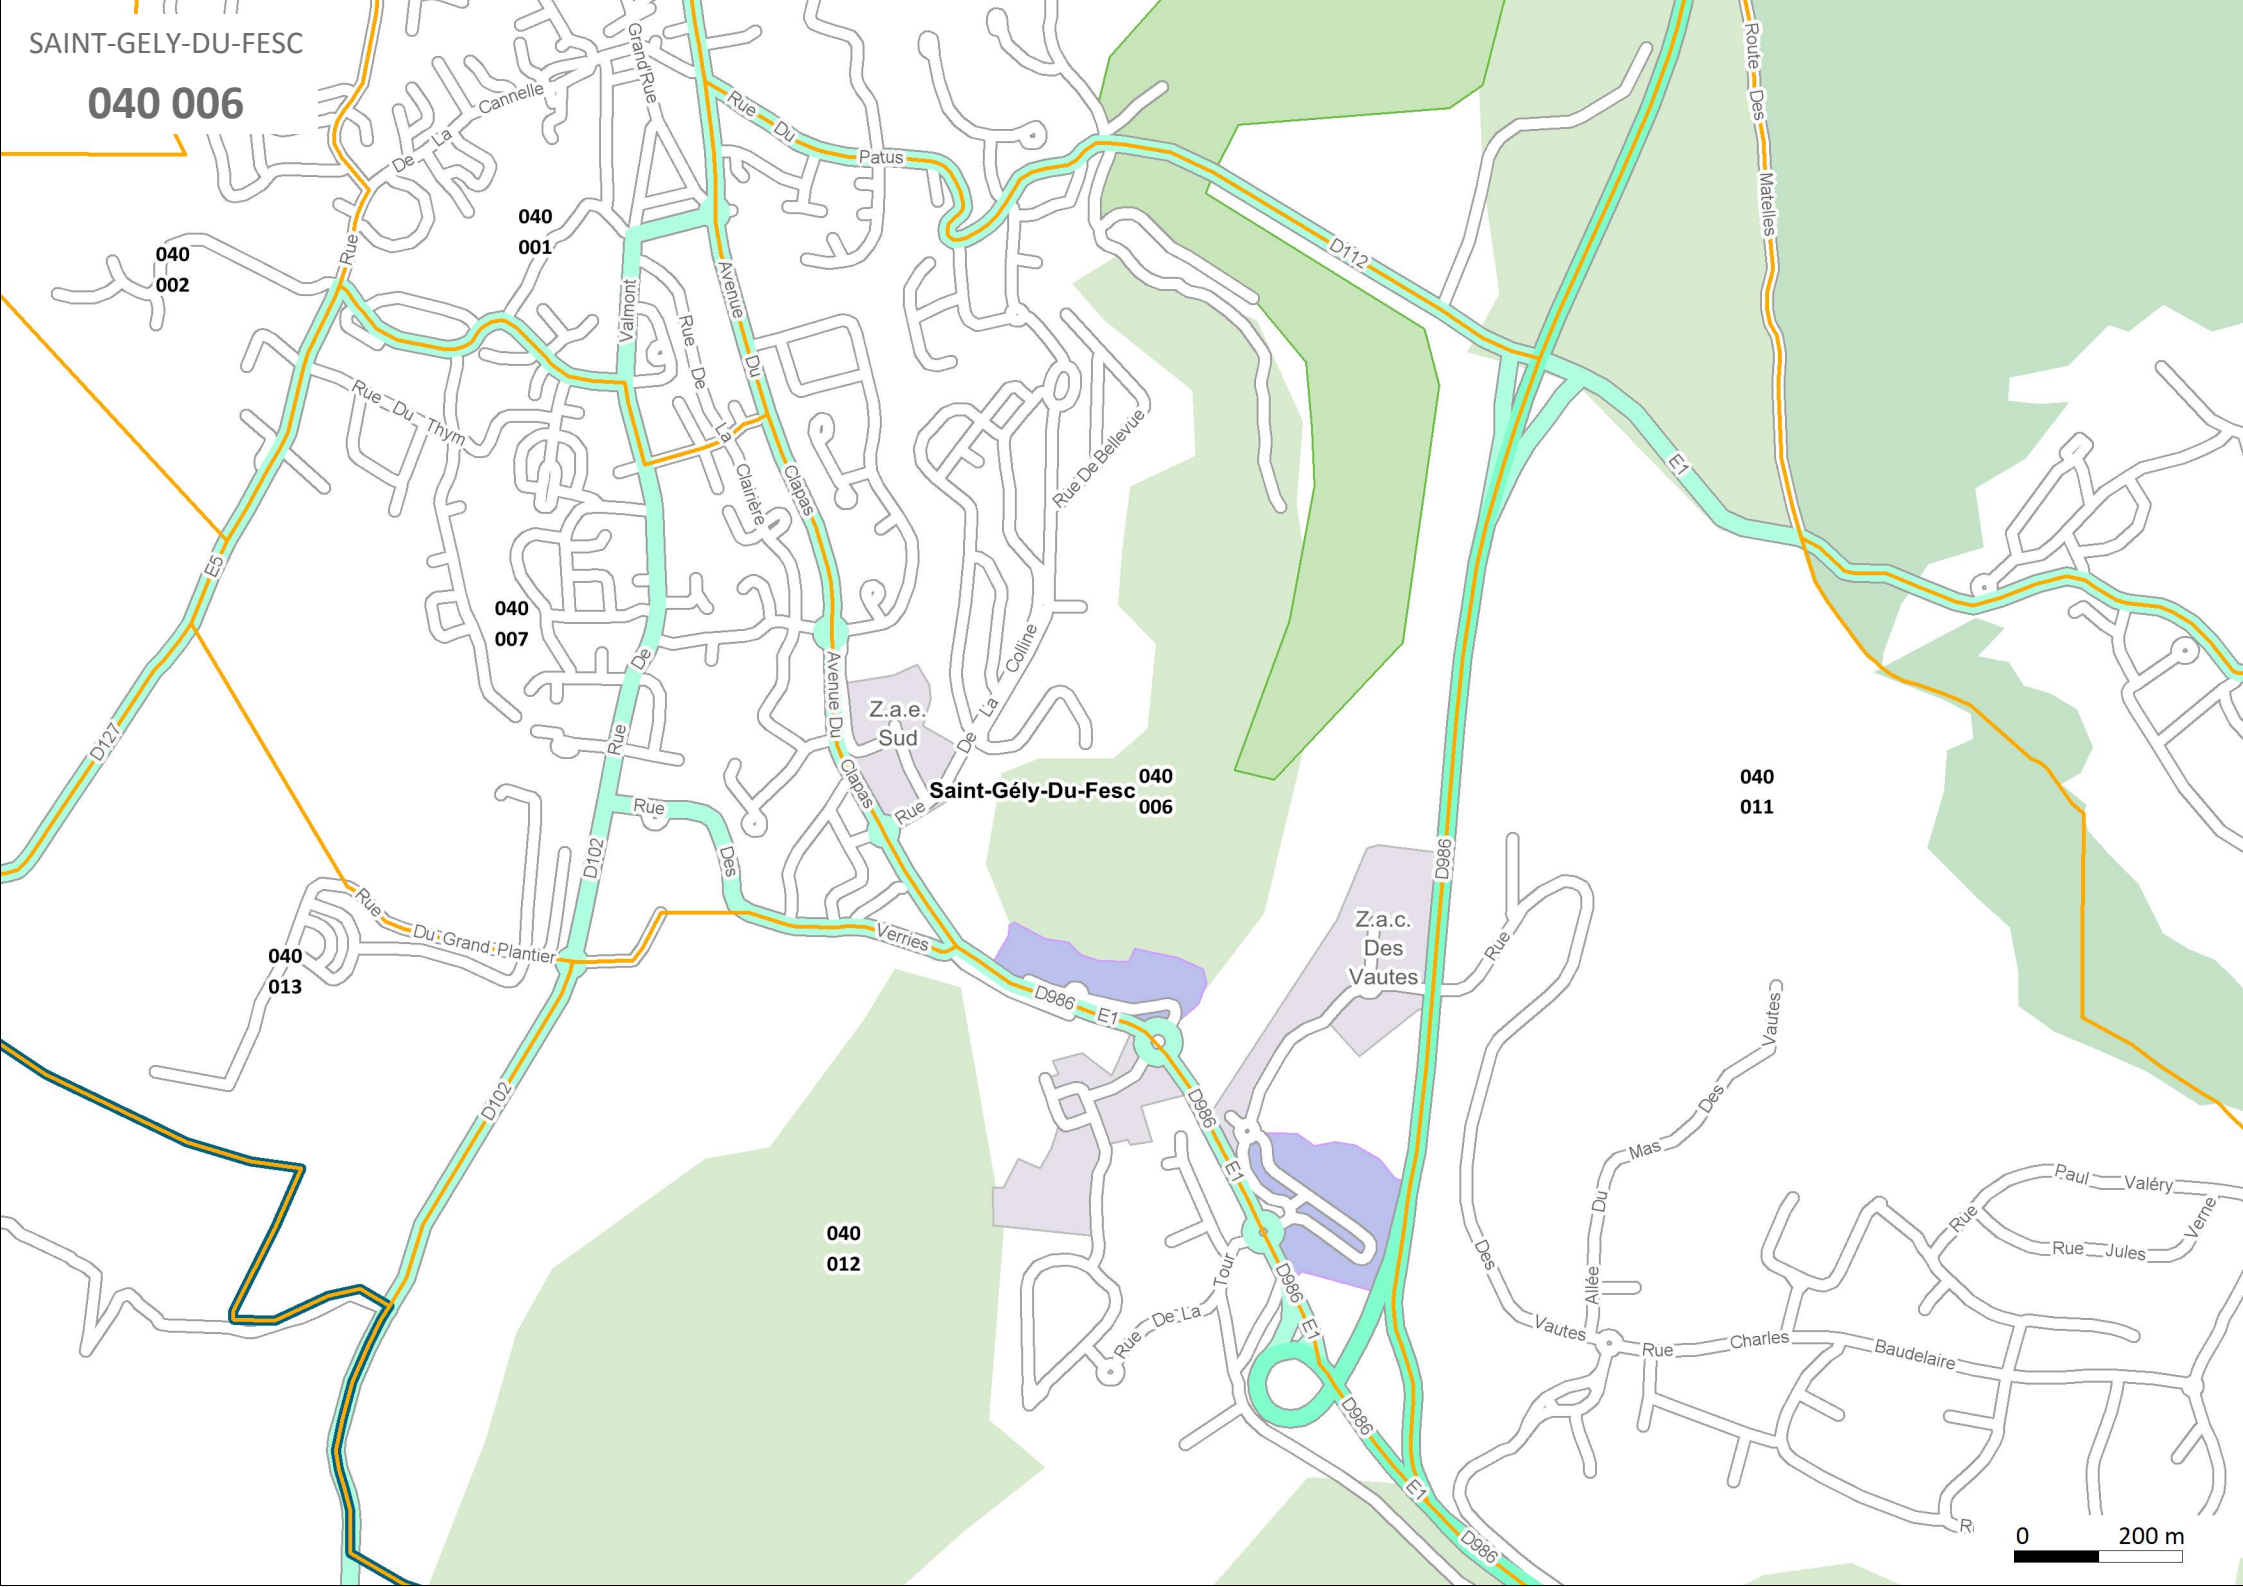 SAINT-GELY-DU-FESC
040 006
Grand'Rue
Route Des Matelles
De La Cannelle
Rue Du Patus
040
001
040
002
Rue
D112
Valmont
Avenue Du Clapas
Rue De La Clairière
Rue Du Thym
Rue De Bellevue
E1
E5
040
007
De
Rue
Avenue Du Clapas
Z.a.e.
Sud
Rue De La Colline
D127
Saint-Gély-Du-Fesc
040
006
040
011
Rue Des Verries
D102
D986
Rue Du Grand Plantier
040
013
Z.a.c.
Des
Vautes
Rue Des Vautes
D986
E1
D102
D986
E1
Allée Du Mas Des Vautes
Rue Paul Valéry
Rue Jules Verne
040
012
Rue De La Tour
D986
E1
Rue Charles Baudelaire
D986
E1
D986
0 200 m